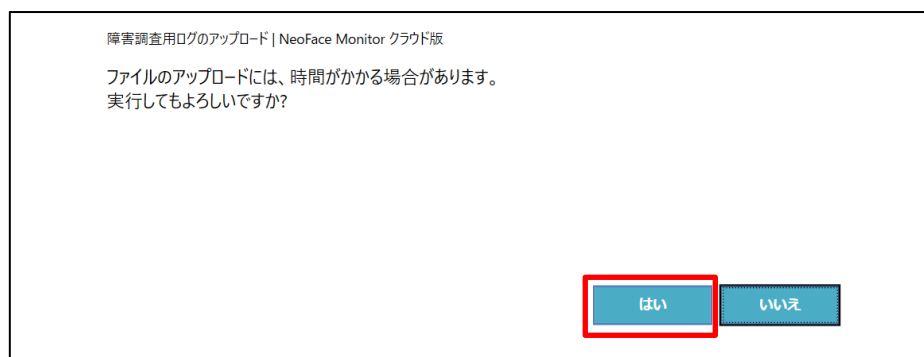 障害調査用ログのアップロード | NeoFace Monitor クラウド版
ファイルのアップロードには、時間がかかる場合があります。
実行してもよろしいですか?
はい いいえ